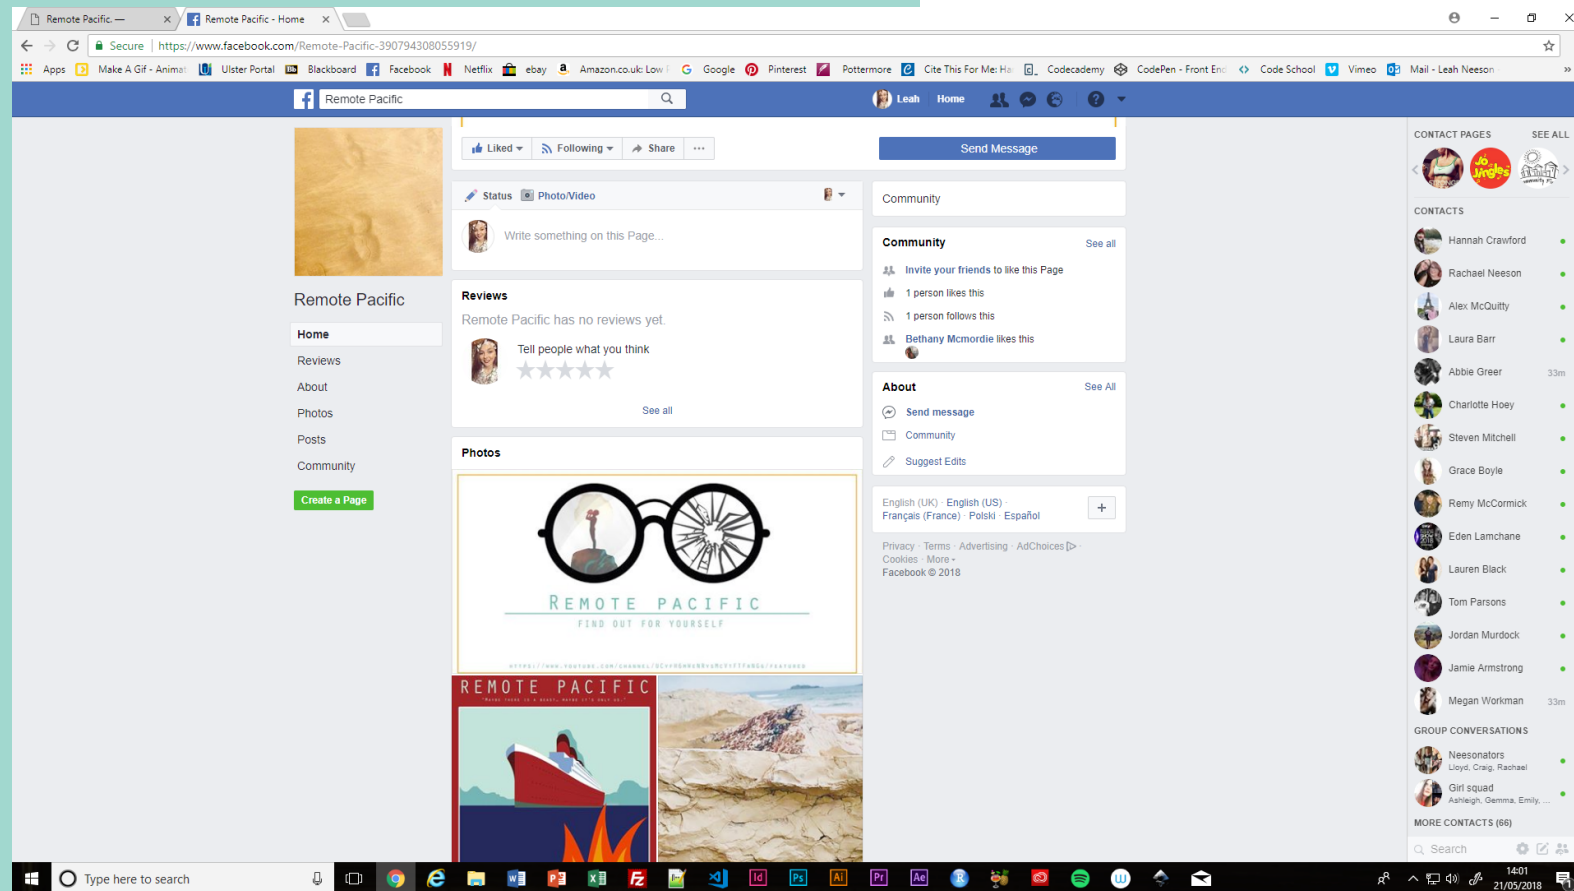 Remote Pacific. —
Remote Pacific - Home
Secure
https://www.facebook.com/Remote-Pacific-390794308055919/
Apps
Make A Gif - Animat
Ulster Portal
Blackboard
Facebook
Netflix
ebay
Amazon.co.uk: Low
Google
Pinterest
Pottermore
Cite This For Me: Ha
Codecademy
CodePen - Front End
Code School
Vimeo
Mail - Leah Neeson
Remote Pacific
Leah
Home
Liked
Following
Share
Send Message
Status
Photo/Video
Write something on this Page...
Remote Pacific
Home
Reviews
About
Photos
Posts
Community
Create a Page
Reviews
Remote Pacific has no reviews yet.
Tell people what you think
See all
Photos
REMOTE PACIFIC
FIND OUT FOR YOURSELF
REMOTE PACIFIC
"MAYBE THERE IS A BEAST, MAYBE IT'S ONLY US."
Community
Community
See all
Invite your friends to like this Page
1 person likes this
1 person follows this
Bethany Mcmordie likes this
About
See All
Send message
Community
Suggest Edits
English (UK) · English (US) ·
Français (France) · Polski · Español
Privacy · Terms · Advertising · AdChoices ·
Cookies · More
Facebook © 2018
CONTACT PAGES
SEE ALL
Jo Jingles
CONTACTS
Hannah Crawford
Rachael Neeson
Alex McQuitty
Laura Barr
Abbie Greer
33m
Charlotte Hoey
Steven Mitchell
Grace Boyle
Remy McCormick
Eden Lamchane
Lauren Black
Tom Parsons
Jordan Murdock
Jamie Armstrong
Megan Workman
33m
GROUP CONVERSATIONS
Neesonators
Lloyd, Craig, Rachael
Girl squad
Ashleigh, Gemma, Emily, ...
MORE CONTACTS (66)
Search
Type here to search
14:01
21/05/2018